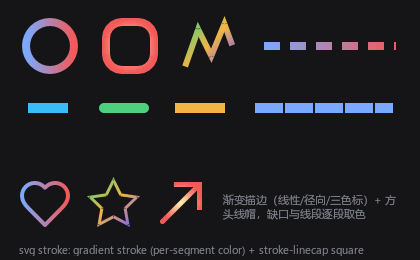 渐变描边（线性/径向/三色标）+ 方
头线帽，缺口与线段逐段取色
svg stroke: gradient stroke (per-segment color) + stroke-linecap square